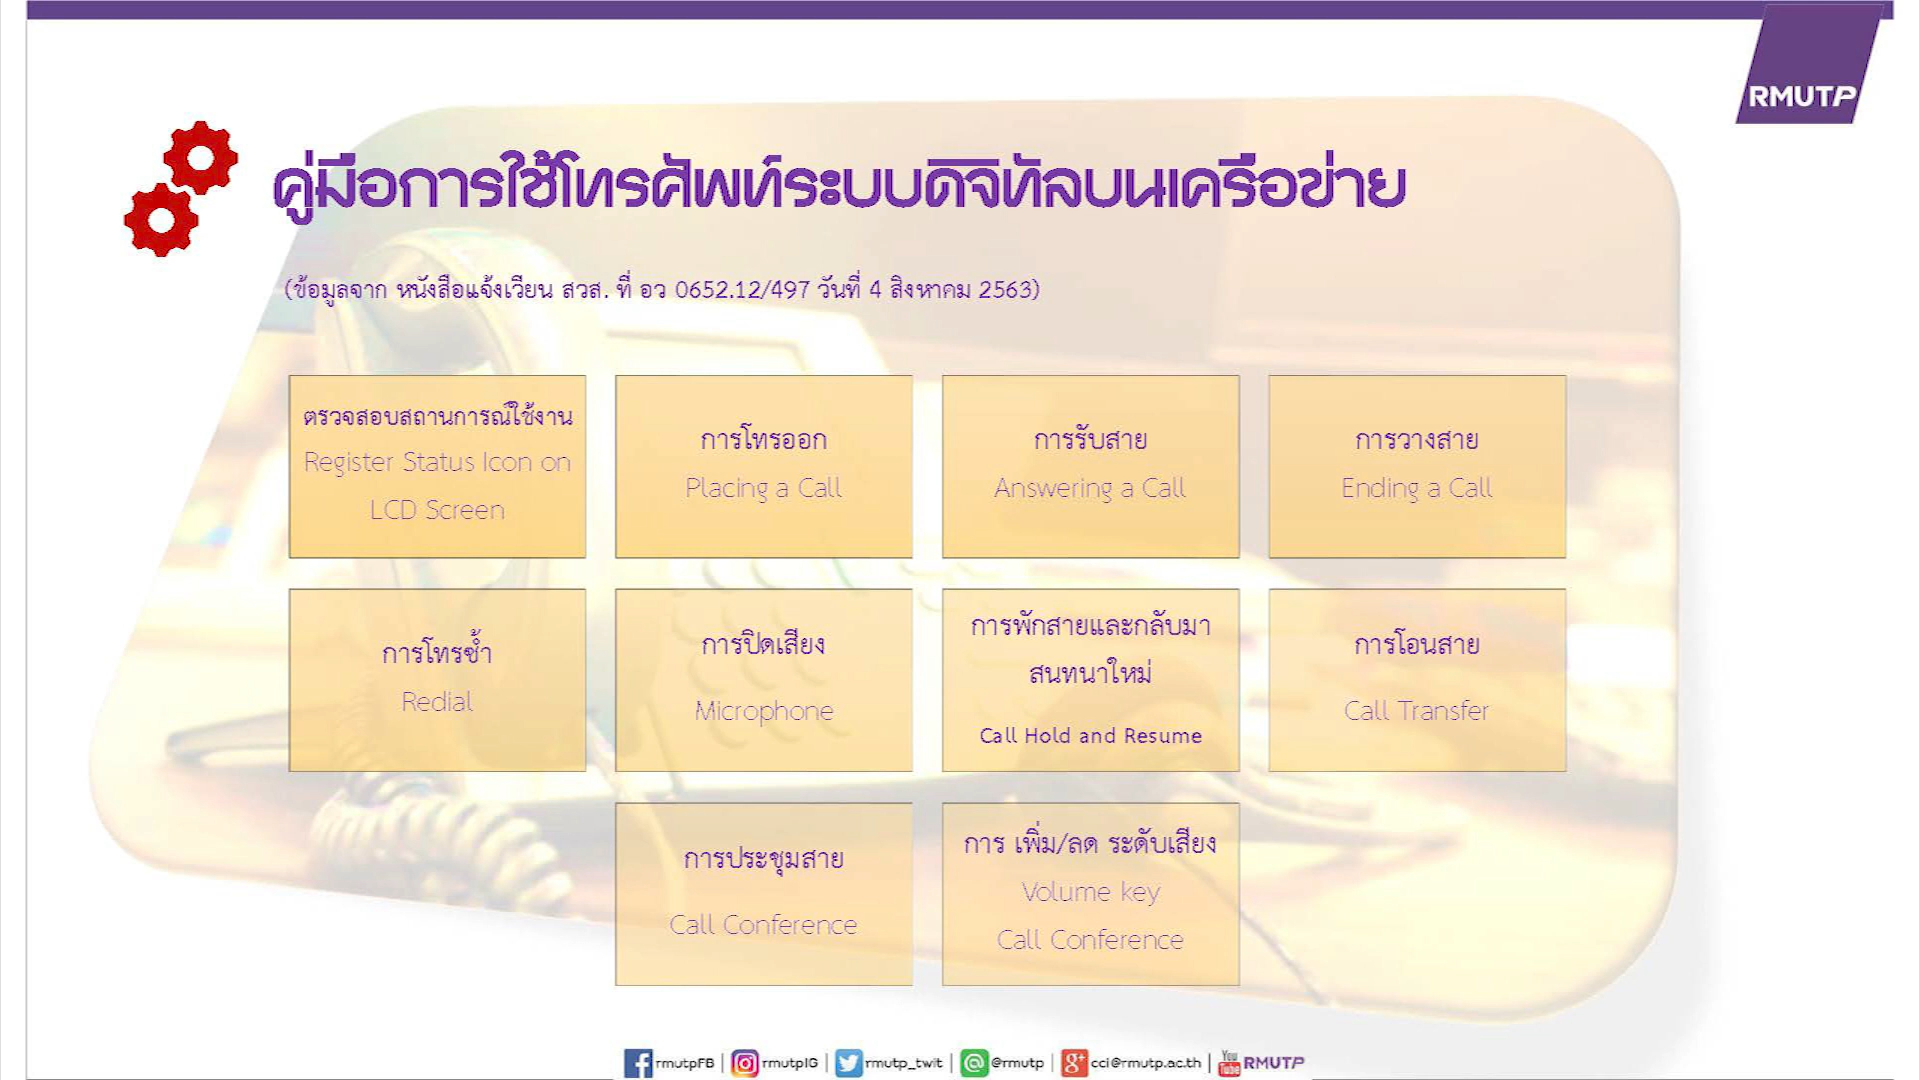 RMUTP
คู่มือการใช้โทรศัพท์ระบบดิจิทัลบนเครือข่าย
(ข้อมูลจาก หนังสือแจ้งเวียน สวส. ที่ อว 0652.12/497 วันที่ 4 สิงหาคม 2563)
ตรวจสอบสถานการณ์ใช้งาน
Register Status Icon on
LCD Screen
การโทรออก
Placing a Call
การรับสาย
Answering a Call
การวางสาย
Ending a Call
การโทรซ้ำ
Redial
การปิดเสียง
Microphone
การพักสายและกลับมา
สนทนาใหม่
Call Hold and Resume
การโอนสาย
Call Transfer
การประชุมสาย
Call Conference
การ เพิ่ม/ลด ระดับเสียง
Volume key
Call Conference
rmutpFB | rmutpIG | rmutp_twit | @rmutp | cci@rmutp.ac.th | You Tube RMUTP